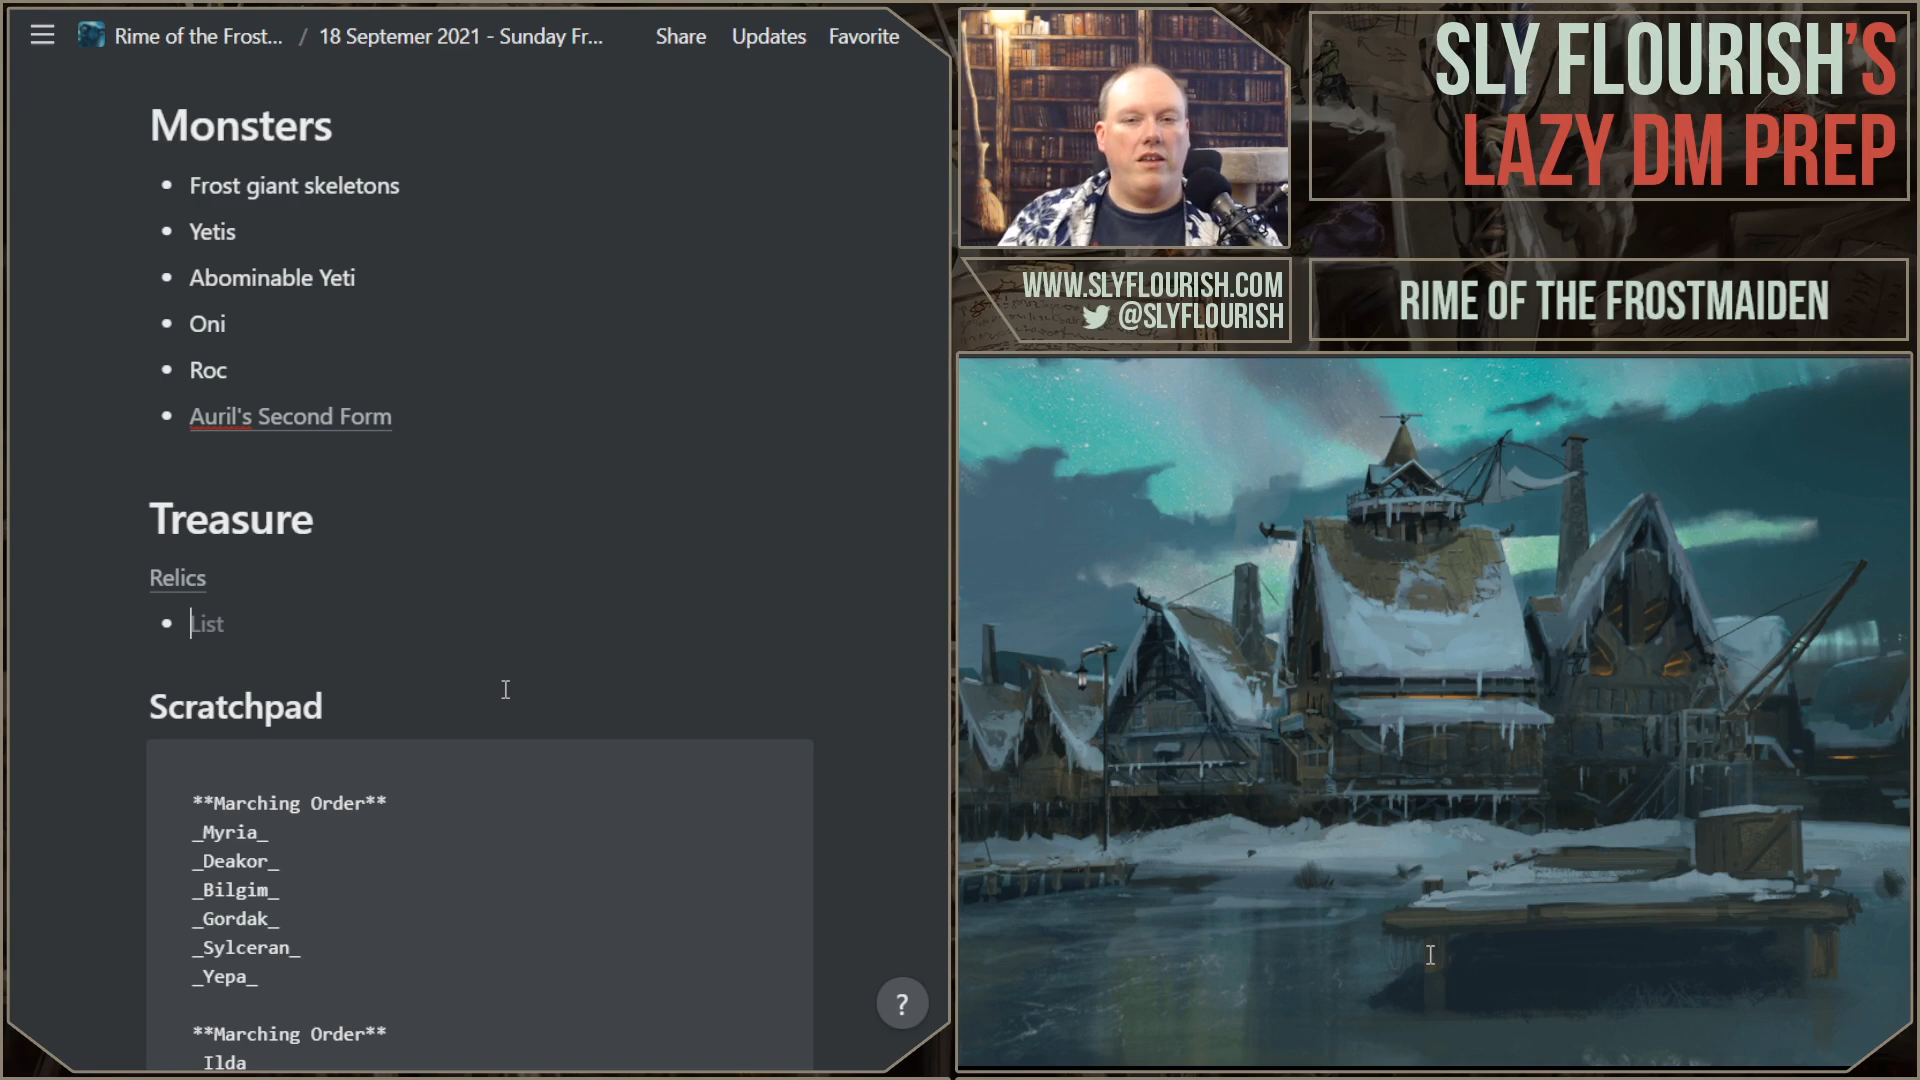 Rime of the Frost... / 18 Septemer 2021 - Sunday Fr... Share Updates Favorite
Monsters
Frost giant skeletons
Yetis
Abominable Yeti
Oni
Roc
Auril's Second Form
Treasure
Relics
List
Scratchpad
**Marching Order**
_Myria_
_Deakor_
_Bilgim_
_Gordak_
_Sylceran_
_Yepa_
**Marching Order**
_Ilda_
?
WWW.SLYFLOURISH.COM
@SLYFLOURISH
SLY FLOURISH'S
LAZY DM PREP
RIME OF THE FROSTMAIDEN